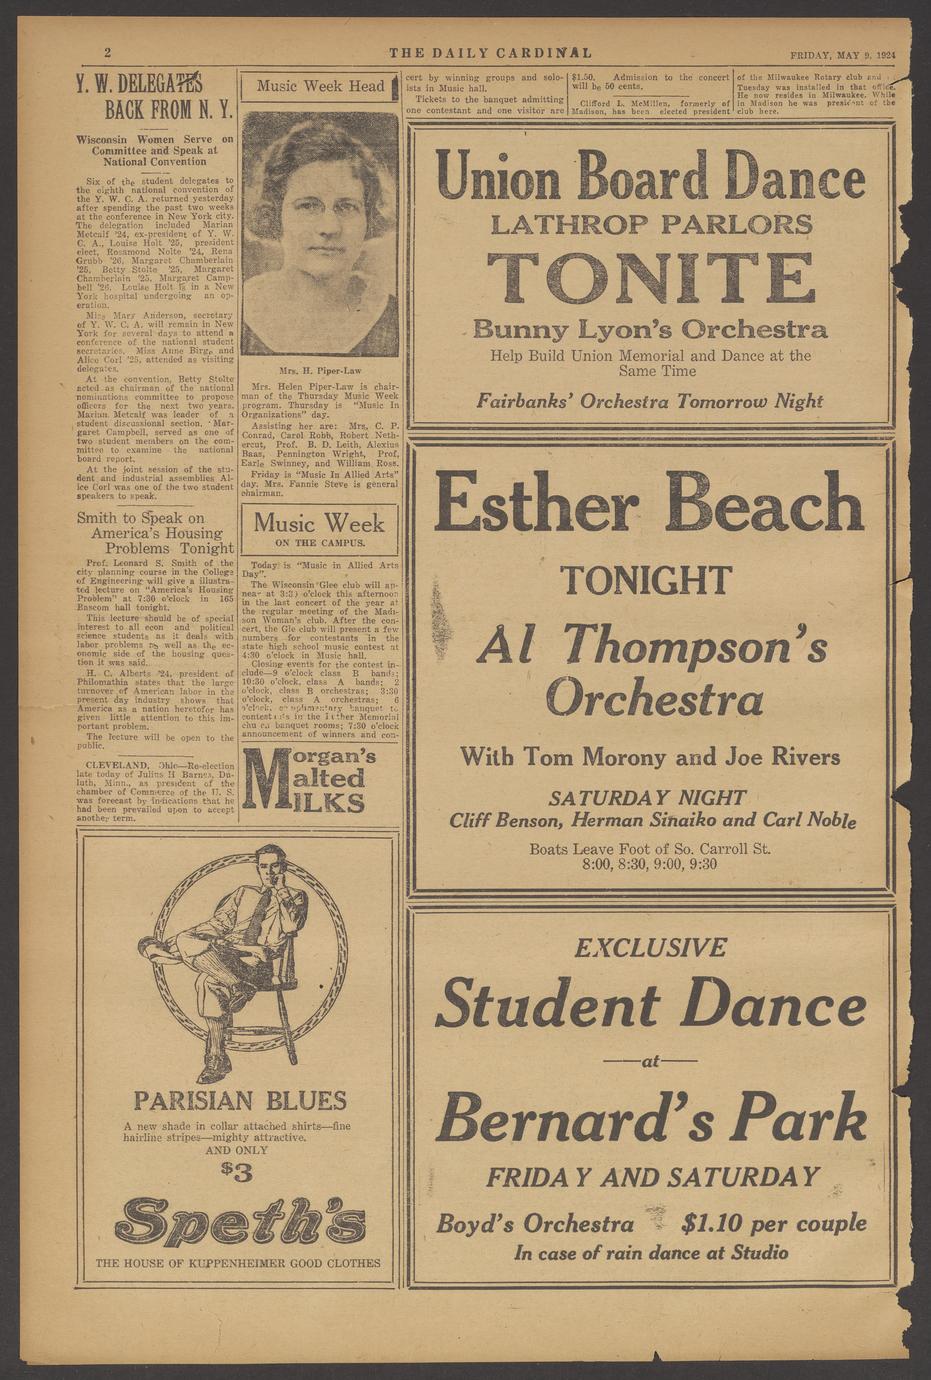 2
THE DAILY CARDINAL
FRIDAY, MAY 9, 1924
Y. W. DELEGATES
BACK FROM N. Y.
Wisconsin Women Serve on
Committee and Speak at
National Convention
Six of the student delegates to
the eighth national convention of
the Y. W. C. A. returned yesterday
after spending the past two weeks
at the conference in New York city.
The delegation included Marian
Metcalf '24, ex-president of Y. W.
C. A., Louise Holt '25, president
elect, Rosamond Nolte '24, Rena
Grubb '26, Margaret Chamberlain
'25, Betty Stolte '25, Margaret
Chamberlain '25, Margaret Camp-
bell '26. Louise Holt is in a New
York hospital undergoing an op-
eration.
Miss Mary Anderson, secretary
of Y. W. C. A. will remain in New
York for several days to attend a
conference of the national student
secretaries. Miss Anne Birge and
Alice Corl '25, attended as visiting
delegates.
At the convention, Betty Stolte
acted as chairman of the national
nominations committee to propose
officers for the next two years.
Marian Metcalf was leader of a
student discussional section. Mar-
garet Campbell, served as one of
two student members on the com-
mittee to examine the national
board report.
At the joint session of the stu-
dent and industrial assemblies Al-
ice Corl was one of the two student
speakers to speak.
Smith to Speak on
America's Housing
Problems Tonight
Prof. Leonard S. Smith of the
city planning course in the College
of Engineering will give a illustra-
ted lecture on "America's Housing
Problem" at 7:30 o'clock in 165
Bascom hall tonight.
This lecture should be of special
interest to all econ and political
science students as it deals with
labor problems as well as the ec-
onomic side of the housing ques-
tion it was said.
H. C. Alberts '24, president of
Philomathia states that the large
turnover of American labor in the
present day industry shows that
America as a nation heretofor has
given little attention to this im-
portant problem.
The lecture will be open to the
public.
CLEVELAND, Ohio—Re-election
late today of Julius H Barnes, Du-
luth, Minn., as president of the
chamber of Commerce of the U. S.
was forecast by indications that he
had been prevailed upon to accept
another term.
Music Week Head
Mrs. H. Piper-Law
Mrs. Helen Piper-Law is chair-
man of the Thursday Music Week
program. Thursday is "Music In
Organizations" day.
Assisting her are: Mrs. C. P.
Conrad, Carol Robb, Robert Neth-
ercut, Prof. B. D. Leith, Alexius
Baas, Pennington Wright, Prof.
Earle Swinney, and William Ross.
Friday is "Music In Allied Arts"
day. Mrs. Fannie Steve is general
chairman.
Music Week
ON THE CAMPUS.
Today is "Music in Allied Arts
Day".
The Wisconsin Glee club will ap-
near at 3:30 o'clock this afternoon
in the last concert of the year at
the regular meeting of the Madi-
son Woman's club. After the con-
cert, the Gle club will present a few
numbers for contestants in the
state high school music contest at
4:30 o'clock in Music hall.
Closing events for the contest in-
clude—9 o'clock class B bands;
10:30 o'clock, class A bands; 2
o'clock, class B orchestras; 3:30
o'clock, class A orchestras; 6
o'clock, complimentary banquet to
contestants in the Luther Memorial
banquet rooms; 7:30 o'clock
announcement of winners and con-
cert by winning groups and solo-
ists in Music hall.
Tickets to the banquet admitting
one contestant and one visitor are
$1.50. Admission to the concert
will be 50 cents.
Clifford L. McMillen, formerly of
Madison, has been elected president
of the Milwaukee Rotary club and
Tuesday was installed in that office.
He now resides in Milwaukee. While
in Madison he was president of the
club here.
Morgan's
Malted
MILKS
PARISIAN BLUES
A new shade in collar attached shirts—fine
hairline stripes—mighty attractive.
AND ONLY
$3
Speth's
THE HOUSE OF KUPPENHEIMER GOOD CLOTHES
Union Board Dance
LATHROP PARLORS
TONITE
Bunny Lyon's Orchestra
Help Build Union Memorial and Dance at the
Same Time
Fairbanks' Orchestra Tomorrow Night
Esther Beach
TONIGHT
Al Thompson's
Orchestra
With Tom Morony and Joe Rivers
SATURDAY NIGHT
Cliff Benson, Herman Sinaiko and Carl Noble
Boats Leave Foot of So. Carroll St.
8:00, 8:30, 9:00, 9:30
EXCLUSIVE
Student Dance
—at—
Bernard's Park
FRIDAY AND SATURDAY
Boyd's Orchestra $1.10 per couple
In case of rain dance at Studio